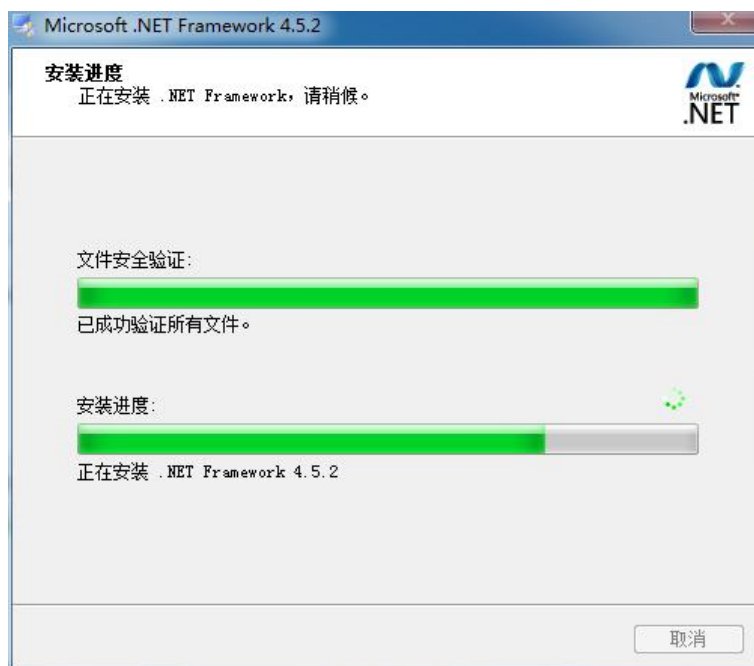 Microsoft .NET Framework 4.5.2
安装进度
正在安装 .NET Framework，请稍候。
Microsoft
.NET
文件安全验证:
已成功验证所有文件。
安装进度:
正在安装 .NET Framework 4.5.2
取消